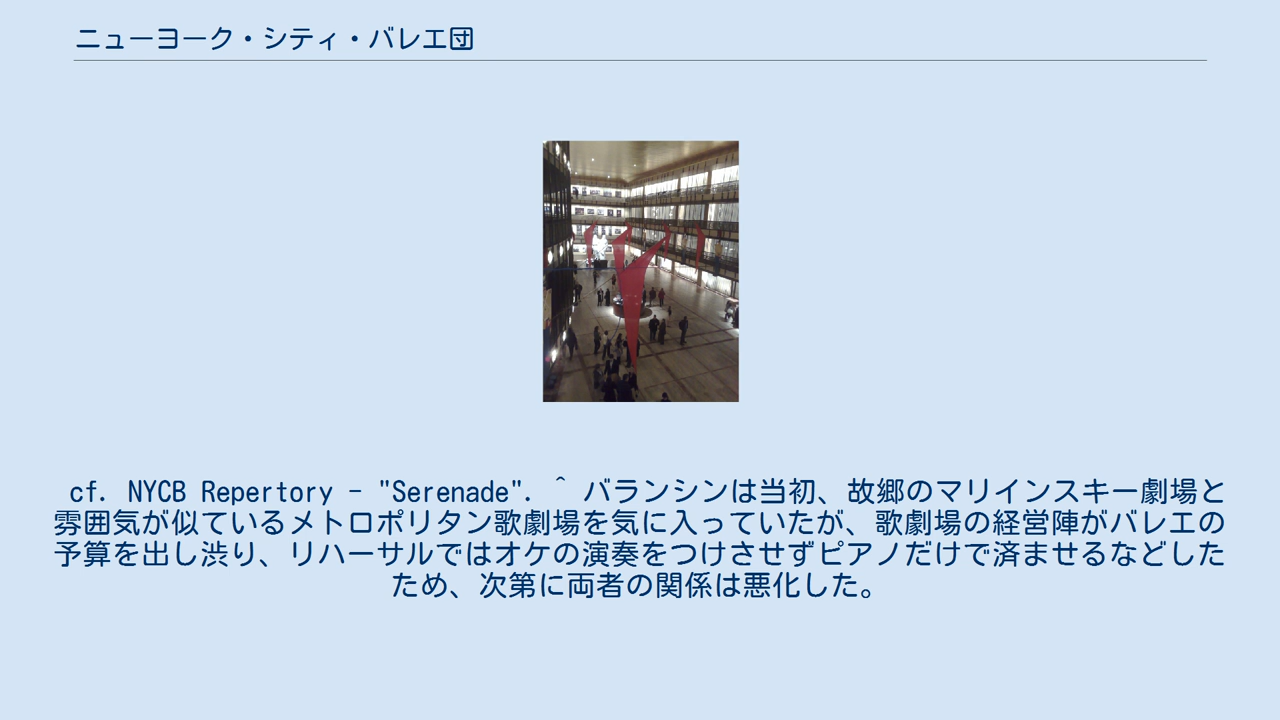 ニューヨーク・シティ・バレエ団
cf. NYCB Repertory - "Serenade". ^ バランシンは当初、故郷のマリインスキー劇場と
雰囲気が似ているメトロポリタン歌劇場を気に入っていたが、歌劇場の経営陣がバレエの
予算を出し渋り、リハーサルではオケの演奏をつけさせずピアノだけで済ませるなどした
ため、次第に両者の関係は悪化した。